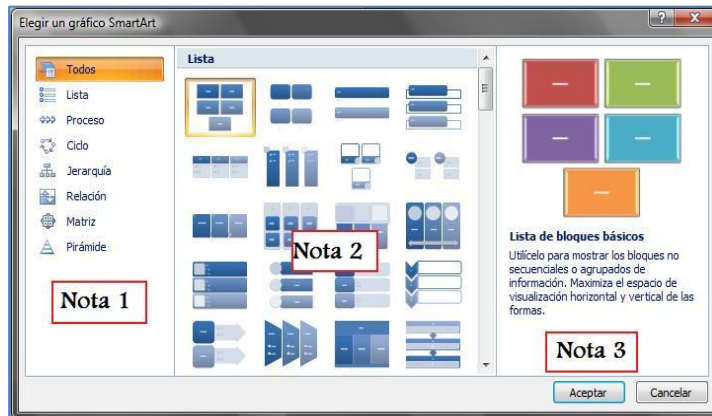 Elegir un gráfico SmartArt
Todos
Lista
Proceso
Ciclo
Jerarquía
Relación
Matriz
Pirámide
Nota 1
Lista
Nota 2
Lista de bloques básicos
Utilícelo para mostrar los bloques no
secuenciales o agrupados de
información. Maximiza el espacio de
visualización horizontal y vertical de las
formas.
Nota 3
Aceptar
Cancelar